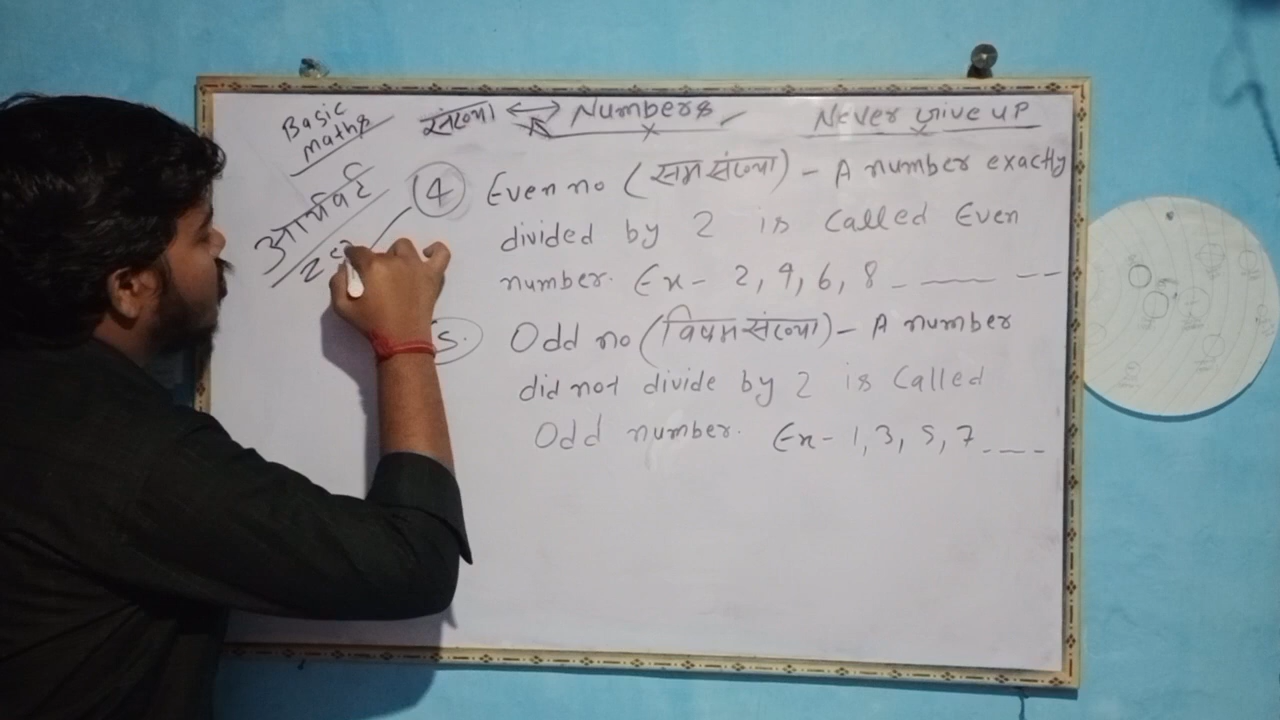 Basic
maths
संख्या ↔ Numbers
Never give up
आर्यावर्त
(4) Even no (सम संख्या) - A number exactly
divided by 2 is called Even
number. Ex - 2, 4, 6, 8 - —— --
5. Odd no (विषम संख्या) - A number
did not divide by 2 is Called
Odd number. Ex - 1, 3, 5, 7 ----